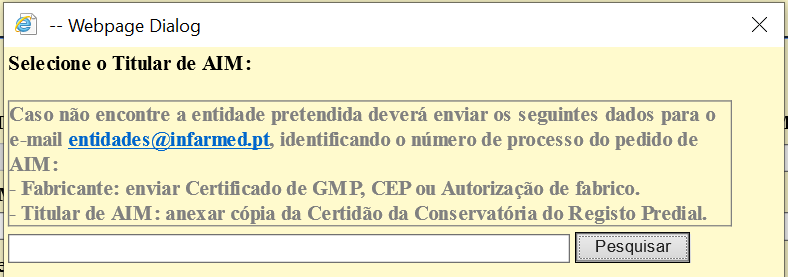 -- Webpage Dialog
Selecione o Titular de AIM:
Caso não encontre a entidade pretendida deverá enviar os seguintes dados para o
e-mail entidades@infarmed.pt, identificando o número de processo do pedido de
AIM:
- Fabricante: enviar Certificado de GMP, CEP ou Autorização de fabrico.
- Titular de AIM: anexar cópia da Certidão da Conservatória do Registo Predial.
Pesquisar